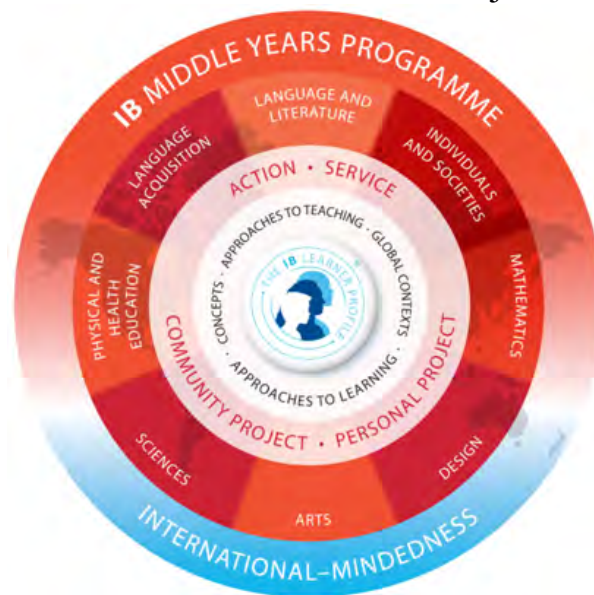 IB MIDDLE YEARS PROGRAMME
LANGUAGE AND
LITERATURE
INDIVIDUALS
AND SOCIETIES
MATHEMATICS
DESIGN
ARTS
SCIENCES
PHYSICAL AND
HEALTH
EDUCATION
LANGUAGE
ACQUISITION
ACTION • SERVICE
COMMUNITY PROJECT • PERSONAL PROJECT
APPROACHES TO TEACHING · GLOBAL CONTEXTS ·
APPROACHES TO LEARNING · CONCEPTS ·
THE IB LEARNER PROFILE
®
INTERNATIONAL–MINDEDNESS